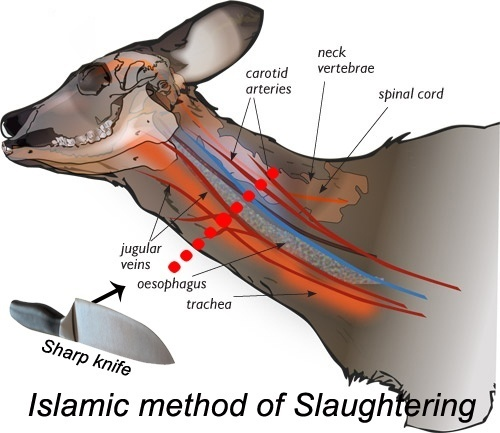 neck
vertebrae
carotid
arteries
spinal cord
jugular
veins
oesophagus
trachea
Sharp knife
Islamic method of Slaughtering